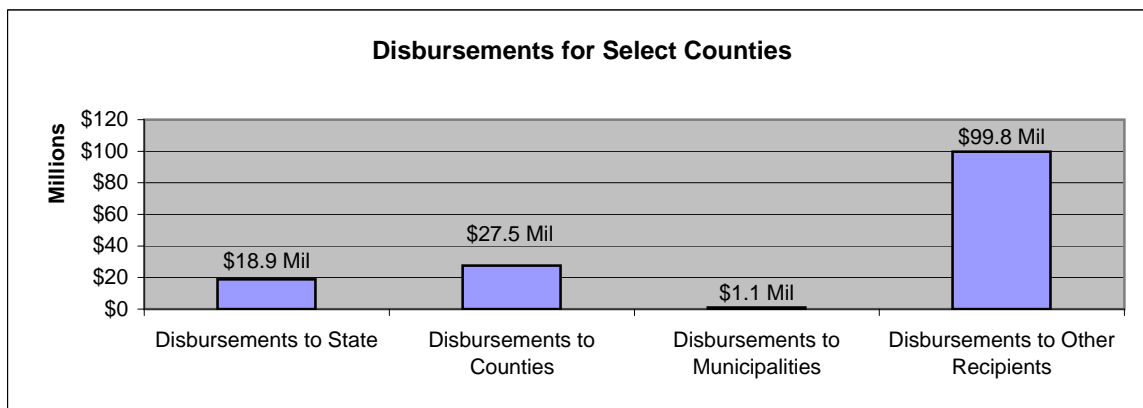 Disbursements for Select Counties
Millions
$120
$100
$80
$60
$40
$20
$0
$18.9 Mil
$27.5 Mil
$1.1 Mil
$99.8 Mil
Disbursements to State
Disbursements to
Counties
Disbursements to
Municipalities
Disbursements to Other
Recipients